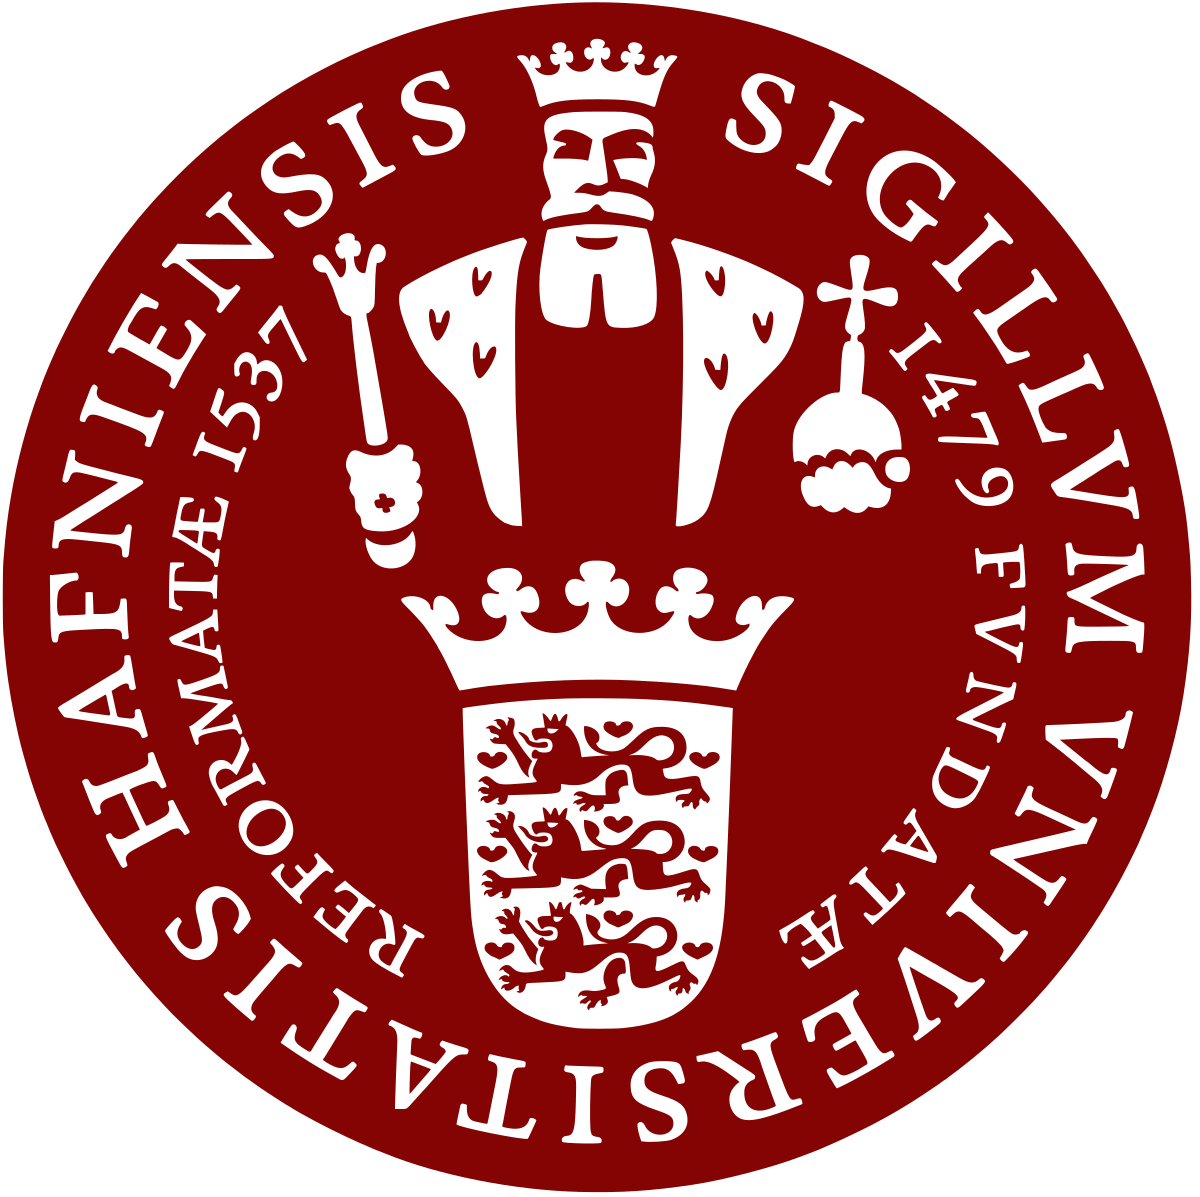 SIGILLVM VNIVERSITATIS HAFNIENSIS
1479 FVNDATÆ
REFORMATÆ 1537